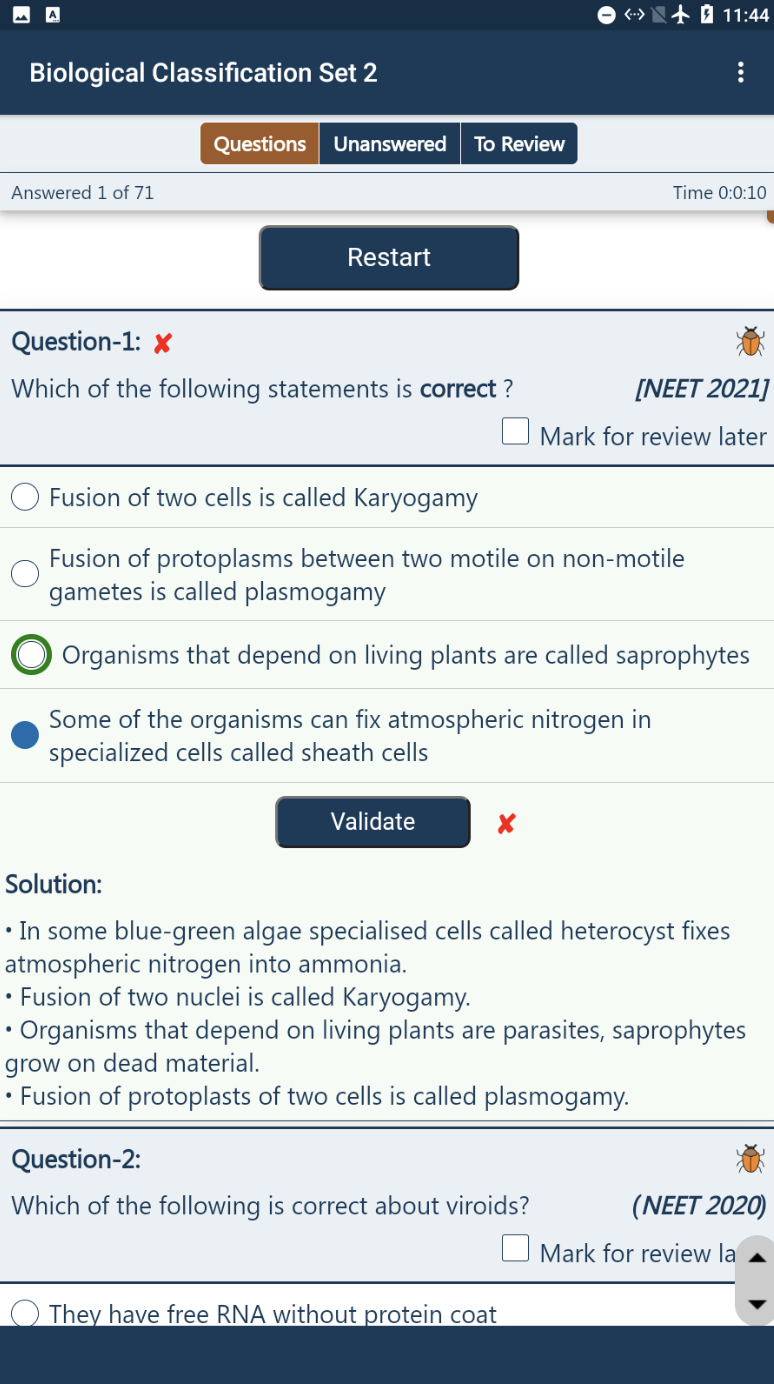 A
11:44
Biological Classification Set 2
Questions Unanswered To Review
Answered 1 of 71 Time 0:0:10
Restart
Question-1: ✘
Which of the following statements is correct ? [NEET 2021]
Mark for review later
Fusion of two cells is called Karyogamy
Fusion of protoplasms between two motile on non-motile
gametes is called plasmogamy
Organisms that depend on living plants are called saprophytes
Some of the organisms can fix atmospheric nitrogen in
specialized cells called sheath cells
Validate ✘
Solution:
• In some blue-green algae specialised cells called heterocyst fixes
atmospheric nitrogen into ammonia.
• Fusion of two nuclei is called Karyogamy.
• Organisms that depend on living plants are parasites, saprophytes
grow on dead material.
• Fusion of protoplasts of two cells is called plasmogamy.
Question-2:
Which of the following is correct about viroids? (NEET 2020)
Mark for review la
They have free RNA without protein coat